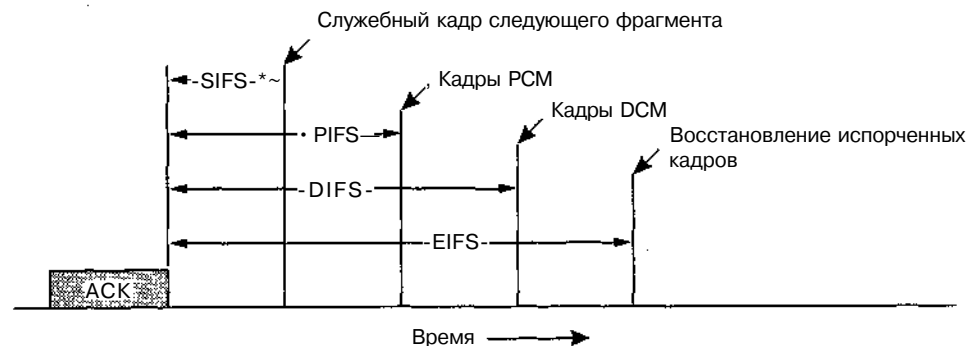 Служебный кадр следующего фрагмента
-SIFS-*~
, Кадры PCM
• PIFS—
Кадры DCM
Восстановление испорченных
кадров
-DIFS-
-EIFS-
ACK
Время